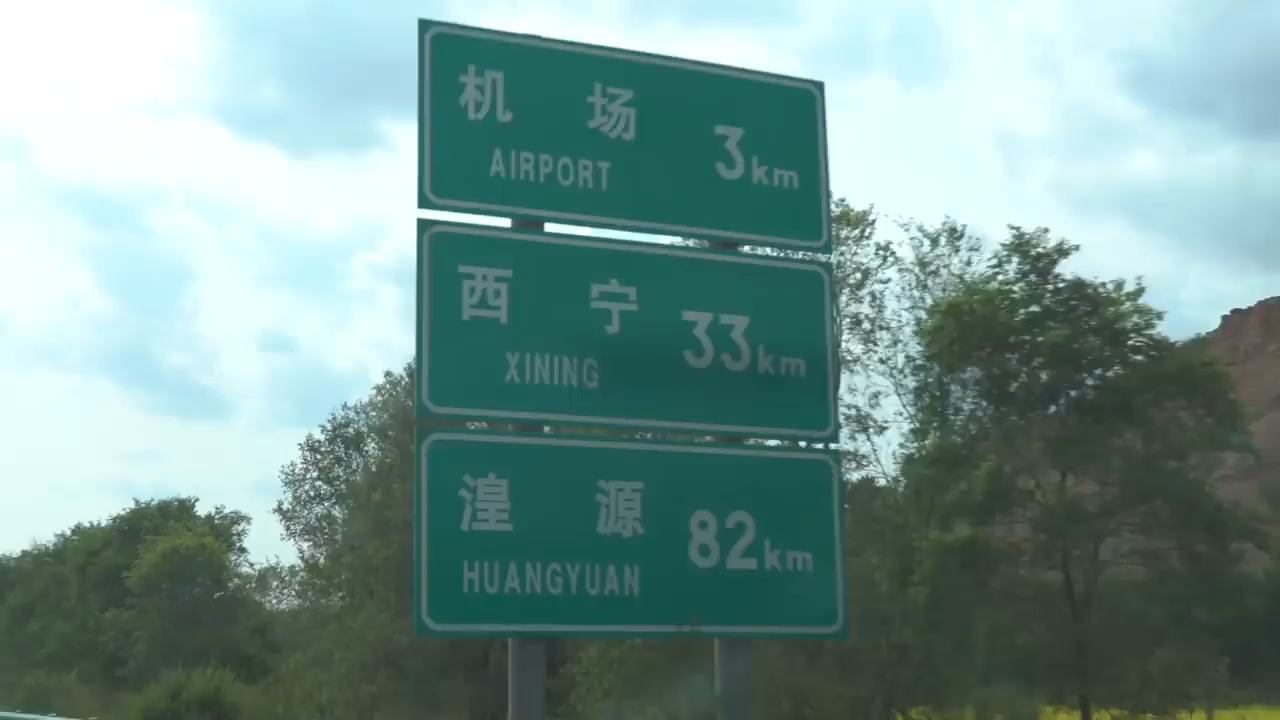 机 场 3km
AIRPORT
西 宁 33km
XINING
湟 源 82km
HUANGYUAN